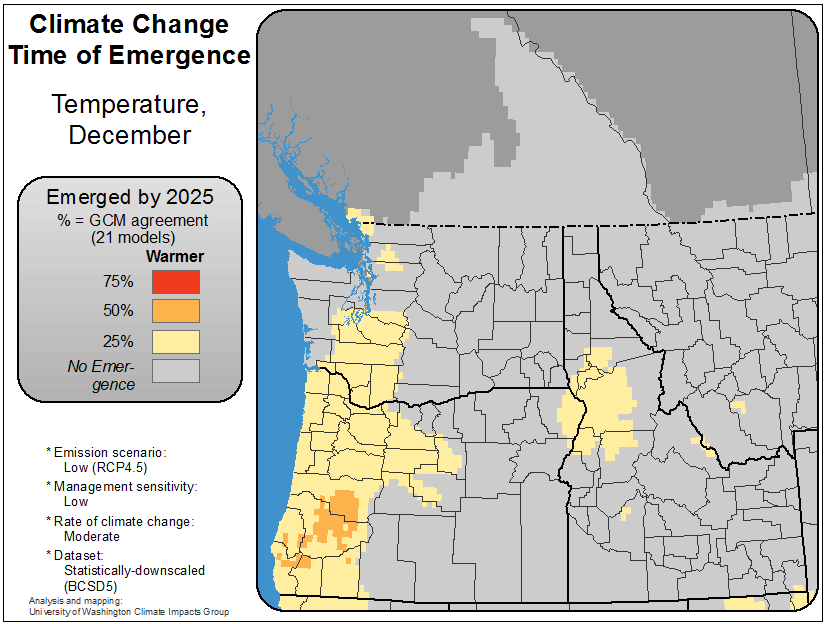 Climate Change
Time of Emergence
Temperature,
December
Emerged by 2025
% = GCM agreement
(21 models)
Warmer
75%
50%
25%
No Emer-
gence
* Emission scenario:
Low (RCP4.5)
* Management sensitivity:
Low
* Rate of climate change:
Moderate
* Dataset:
Statistically-downscaled
(BCSD5)
Analysis and mapping:
University of Washington Climate Impacts Group